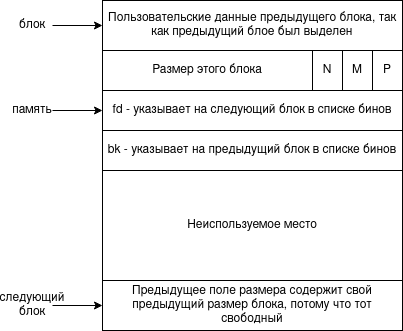 блок
Пользовательские данные предыдущего блока, так
как предыдущий блое был выделен
Размер этого блока
N
M
P
память
fd - указывает на следующий блок в списке бинов
bk - указывает на предыдущий блок в списке бинов
Неиспользуемое место
следующий
блок
Предыдущее поле размера содержит свой
предыдущий размер блока, потому что тот
свободный